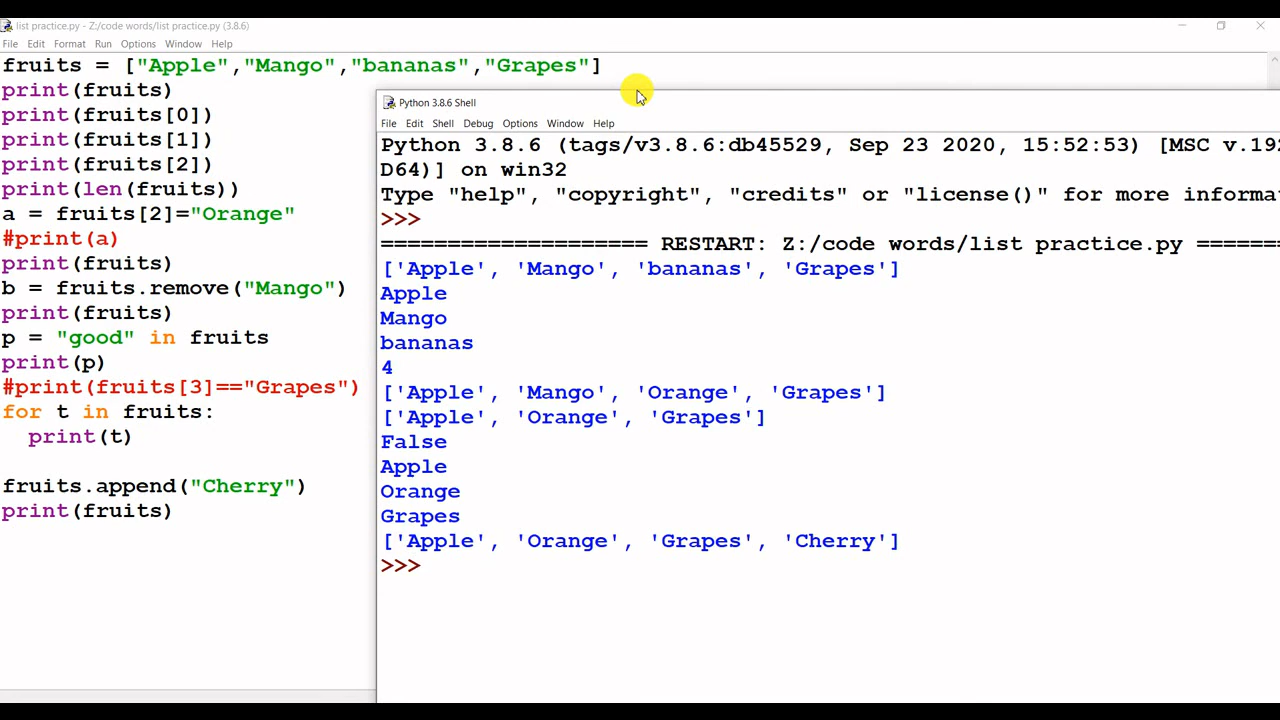 list practice.py - Z:/code words/list practice.py (3.8.6)
File Edit Format Run Options Window Help
fruits = ["Apple","Mango","bananas","Grapes"]
print(fruits)
print(fruits[0])
print(fruits[1])
print(fruits[2])
print(len(fruits))
a = fruits[2]="Orange"
#print(a)
print(fruits)
b = fruits.remove("Mango")
print(fruits)
p = "good" in fruits
print(p)
#print(fruits[3]=="Grapes")
for t in fruits:
  print(t)
fruits.append("Cherry")
print(fruits)
Python 3.8.6 Shell
File Edit Shell Debug Options Window Help
Python 3.8.6 (tags/v3.8.6:db45529, Sep 23 2020, 15:52:53) [MSC v.192
D64)] on win32
Type "help", "copyright", "credits" or "license()" for more informa
>>>
==================== RESTART: Z:/code words/list practice.py =======
['Apple', 'Mango', 'bananas', 'Grapes']
Apple
Mango
bananas
4
['Apple', 'Mango', 'Orange', 'Grapes']
['Apple', 'Orange', 'Grapes']
False
Apple
Orange
Grapes
['Apple', 'Orange', 'Grapes', 'Cherry']
>>>